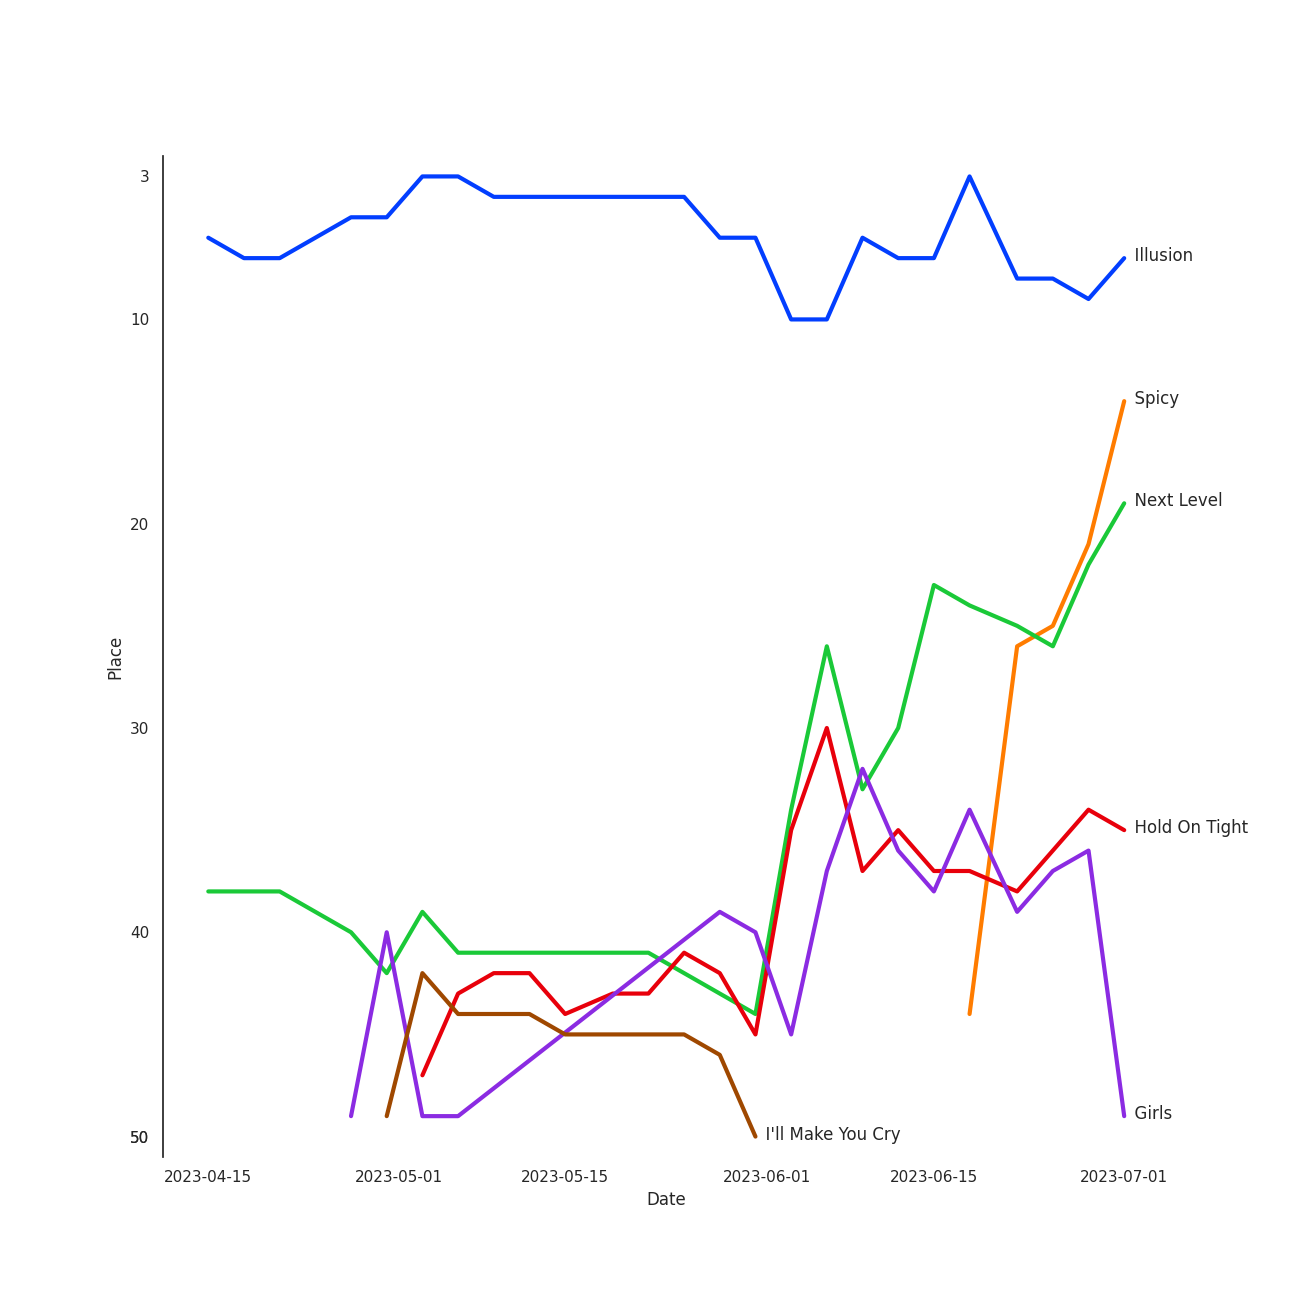 3
Illusion
10
Spicy
Next Level
20
Place
30
Hold On Tight
40
Girls
I'll Make You Cry
50
2023-04-15 2023-05-01 2023-05-15 2023-06-01 2023-06-15 2023-07-01
Date